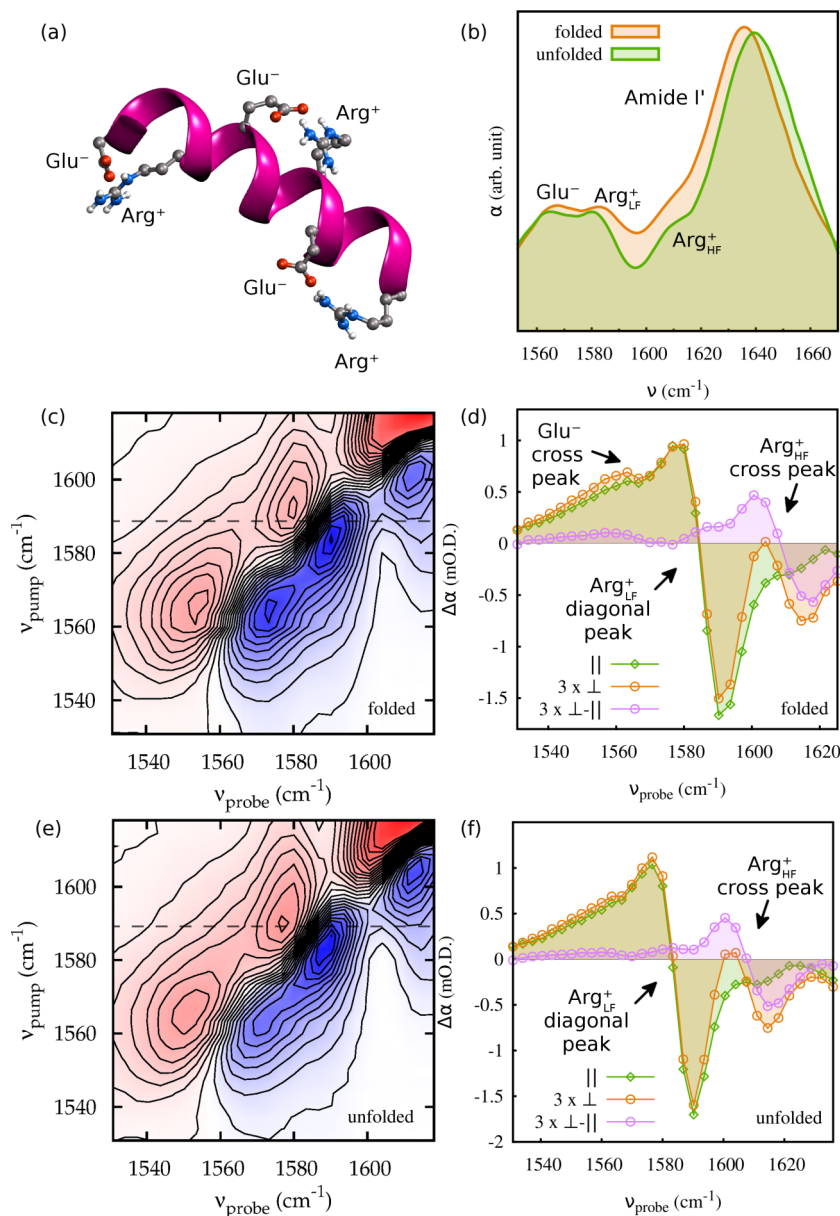 (a)
Glu⁻
Arg⁺
Glu⁻
Arg⁺
Glu⁻
Arg⁺
(b)
folded
unfolded
Amide I'
Glu⁻
Arg⁺LF
Arg⁺HF
α (arb. unit)
1560 1580 1600 1620 1640 1660
ν (cm⁻¹)
(c)
1600
1580
1560
1540
νpump (cm⁻¹)
folded
1540 1560 1580 1600
νprobe (cm⁻¹)
(d)
Glu⁻
cross
peak
Arg⁺HF
cross peak
Arg⁺LF
diagonal
peak
1
0.5
0
-0.5
-1
-1.5
Δα (mO.D.)
||
3 x ⊥
3 x ⊥-||
folded
1540 1560 1580 1600 1620
νprobe (cm⁻¹)
(e)
1600
1580
1560
1540
νpump (cm⁻¹)
unfolded
1540 1560 1580 1600
νprobe (cm⁻¹)
(f)
Arg⁺HF
cross peak
Arg⁺LF
diagonal
peak
1
0.5
0
-0.5
-1
-1.5
-2
Δα (mO.D.)
||
3 x ⊥
3 x ⊥-||
unfolded
1540 1560 1580 1600 1620
νprobe (cm⁻¹)